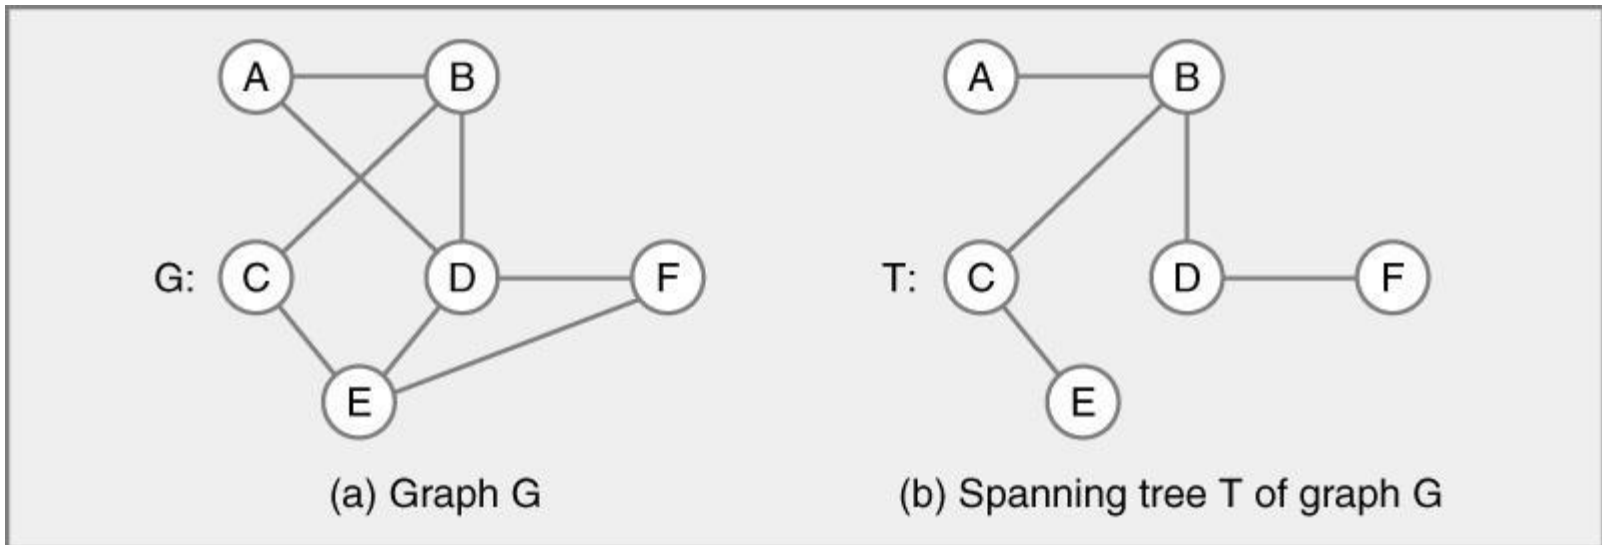 A B
G: C D F
E
(a) Graph G
A B
T: C D F
E
(b) Spanning tree T of graph G